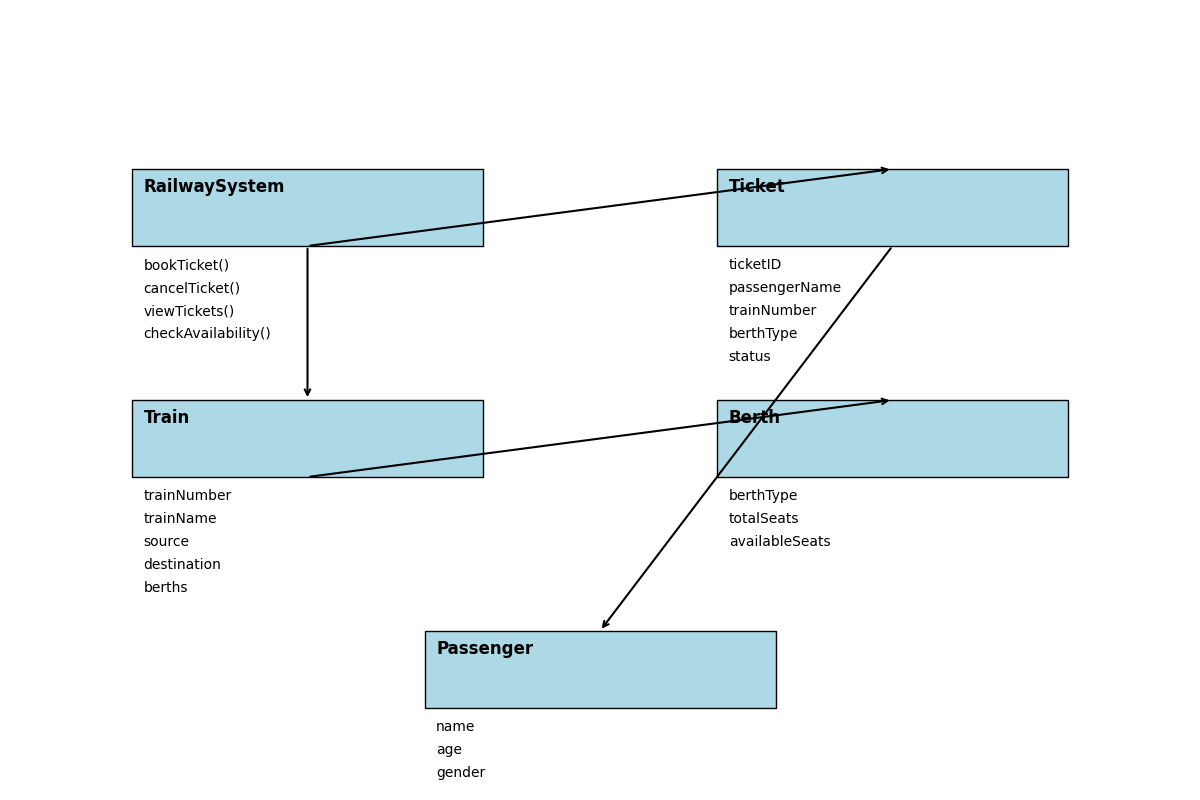 RailwaySystem
bookTicket()
cancelTicket()
viewTickets()
checkAvailability()
Ticket
ticketID
passengerName
trainNumber
berthType
status
Train
trainNumber
trainName
source
destination
berths
Berth
berthType
totalSeats
availableSeats
Passenger
name
age
gender